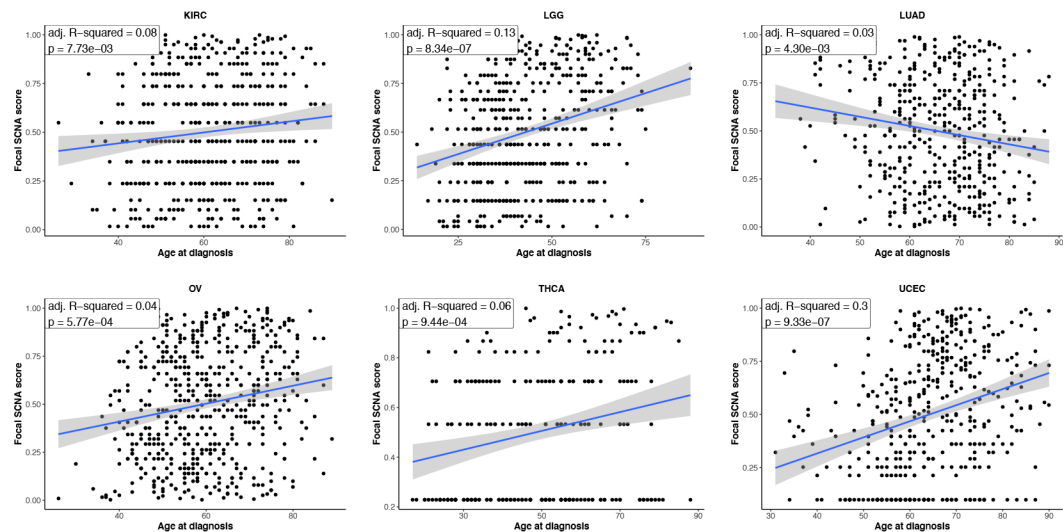 KIRC
adj. R-squared = 0.08
p = 7.73e-03
Focal SCNA score
1.00
0.75
0.50
0.25
0.00
40 60 80
Age at diagnosis
LGG
adj. R-squared = 0.13
p = 8.34e-07
Focal SCNA score
1.00
0.75
0.50
0.25
0.00
25 50 75
Age at diagnosis
LUAD
adj. R-squared = 0.03
p = 4.30e-03
Focal SCNA score
1.00
0.75
0.50
0.25
0.00
40 50 60 70 80 90
Age at diagnosis
OV
adj. R-squared = 0.04
p = 5.77e-04
Focal SCNA score
1.00
0.75
0.50
0.25
0.00
40 60 80
Age at diagnosis
THCA
adj. R-squared = 0.06
p = 9.44e-04
Focal SCNA score
1.0
0.8
0.6
0.4
0.2
30 50 70 90
Age at diagnosis
UCEC
adj. R-squared = 0.3
p = 9.33e-07
Focal SCNA score
1.00
0.75
0.50
0.25
30 40 50 60 70 80 90
Age at diagnosis